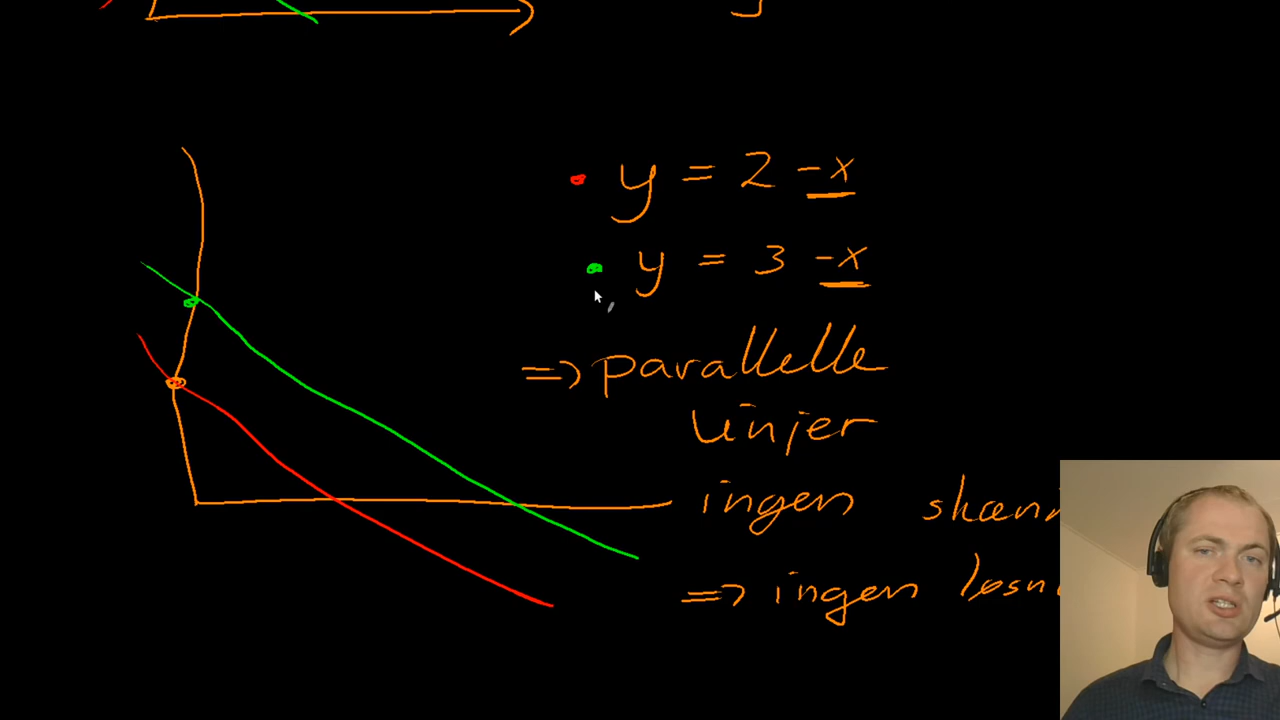 y = 2 -x
y = 3 -x
=> parallelle
linjer
ingen
=> ingen